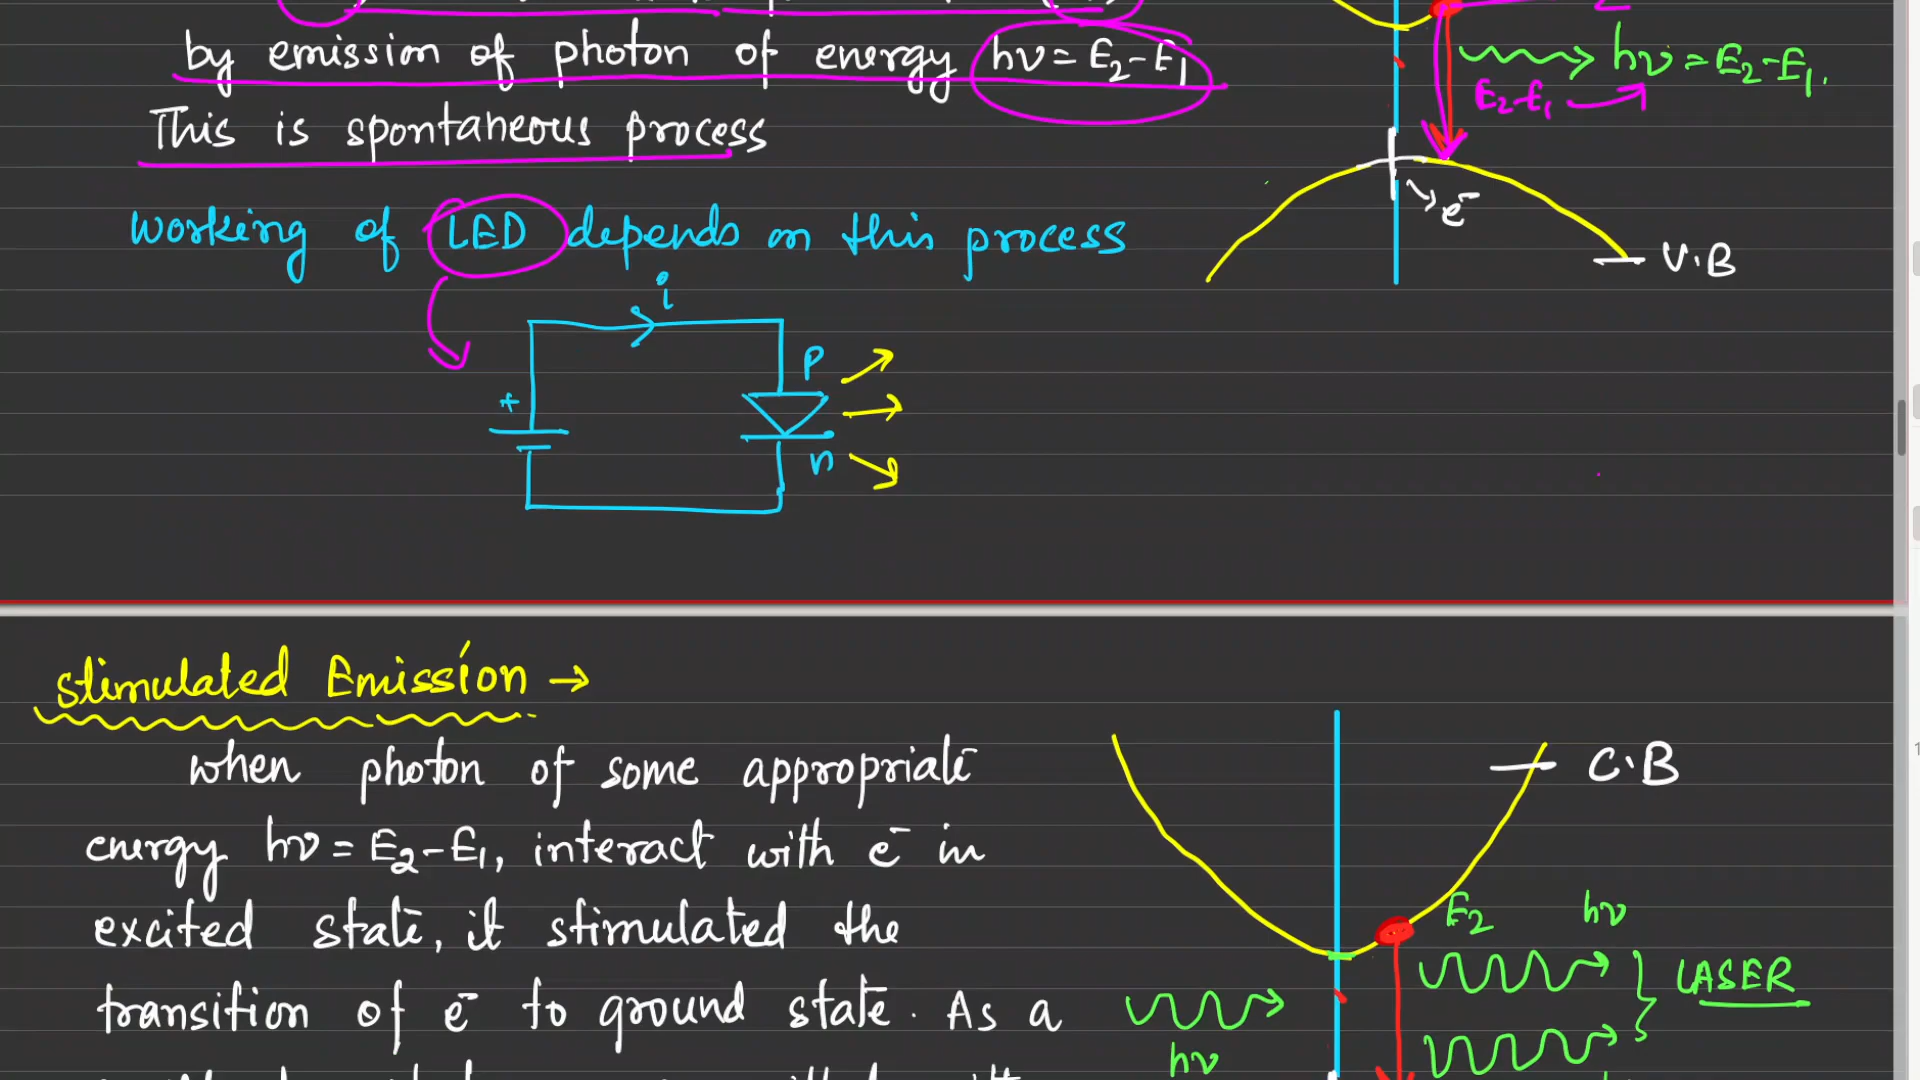 by emission of photon of energy hν = E₂-E₁
hν = E₂-E₁.
E₂-E₁
This is spontaneous process
e⁻
V.B
working of LED depends on this process
i
+
P
n
Stimulated Emission →
when photon of some appropriate
C.B
energy hν = E₂-E₁, interact with e⁻ in
excited state, it stimulated the
E₂
hν
LASER
transition of e⁻ to ground state. As a
hν